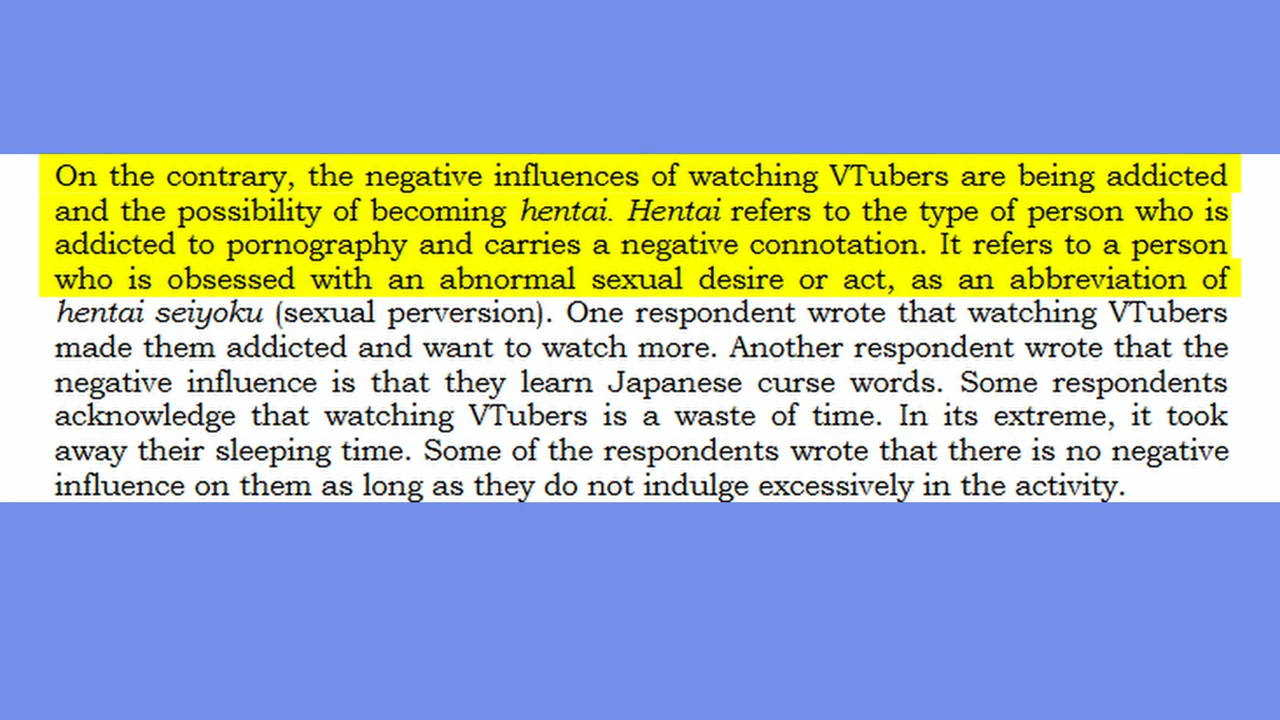 On the contrary, the negative influences of watching VTubers are being addicted
and the possibility of becoming hentai. Hentai refers to the type of person who is
addicted to pornography and carries a negative connotation. It refers to a person
who is obsessed with an abnormal sexual desire or act, as an abbreviation of
hentai seiyoku (sexual perversion). One respondent wrote that watching VTubers
made them addicted and want to watch more. Another respondent wrote that the
negative influence is that they learn Japanese curse words. Some respondents
acknowledge that watching VTubers is a waste of time. In its extreme, it took
away their sleeping time. Some of the respondents wrote that there is no negative
influence on them as long as they do not indulge excessively in the activity.